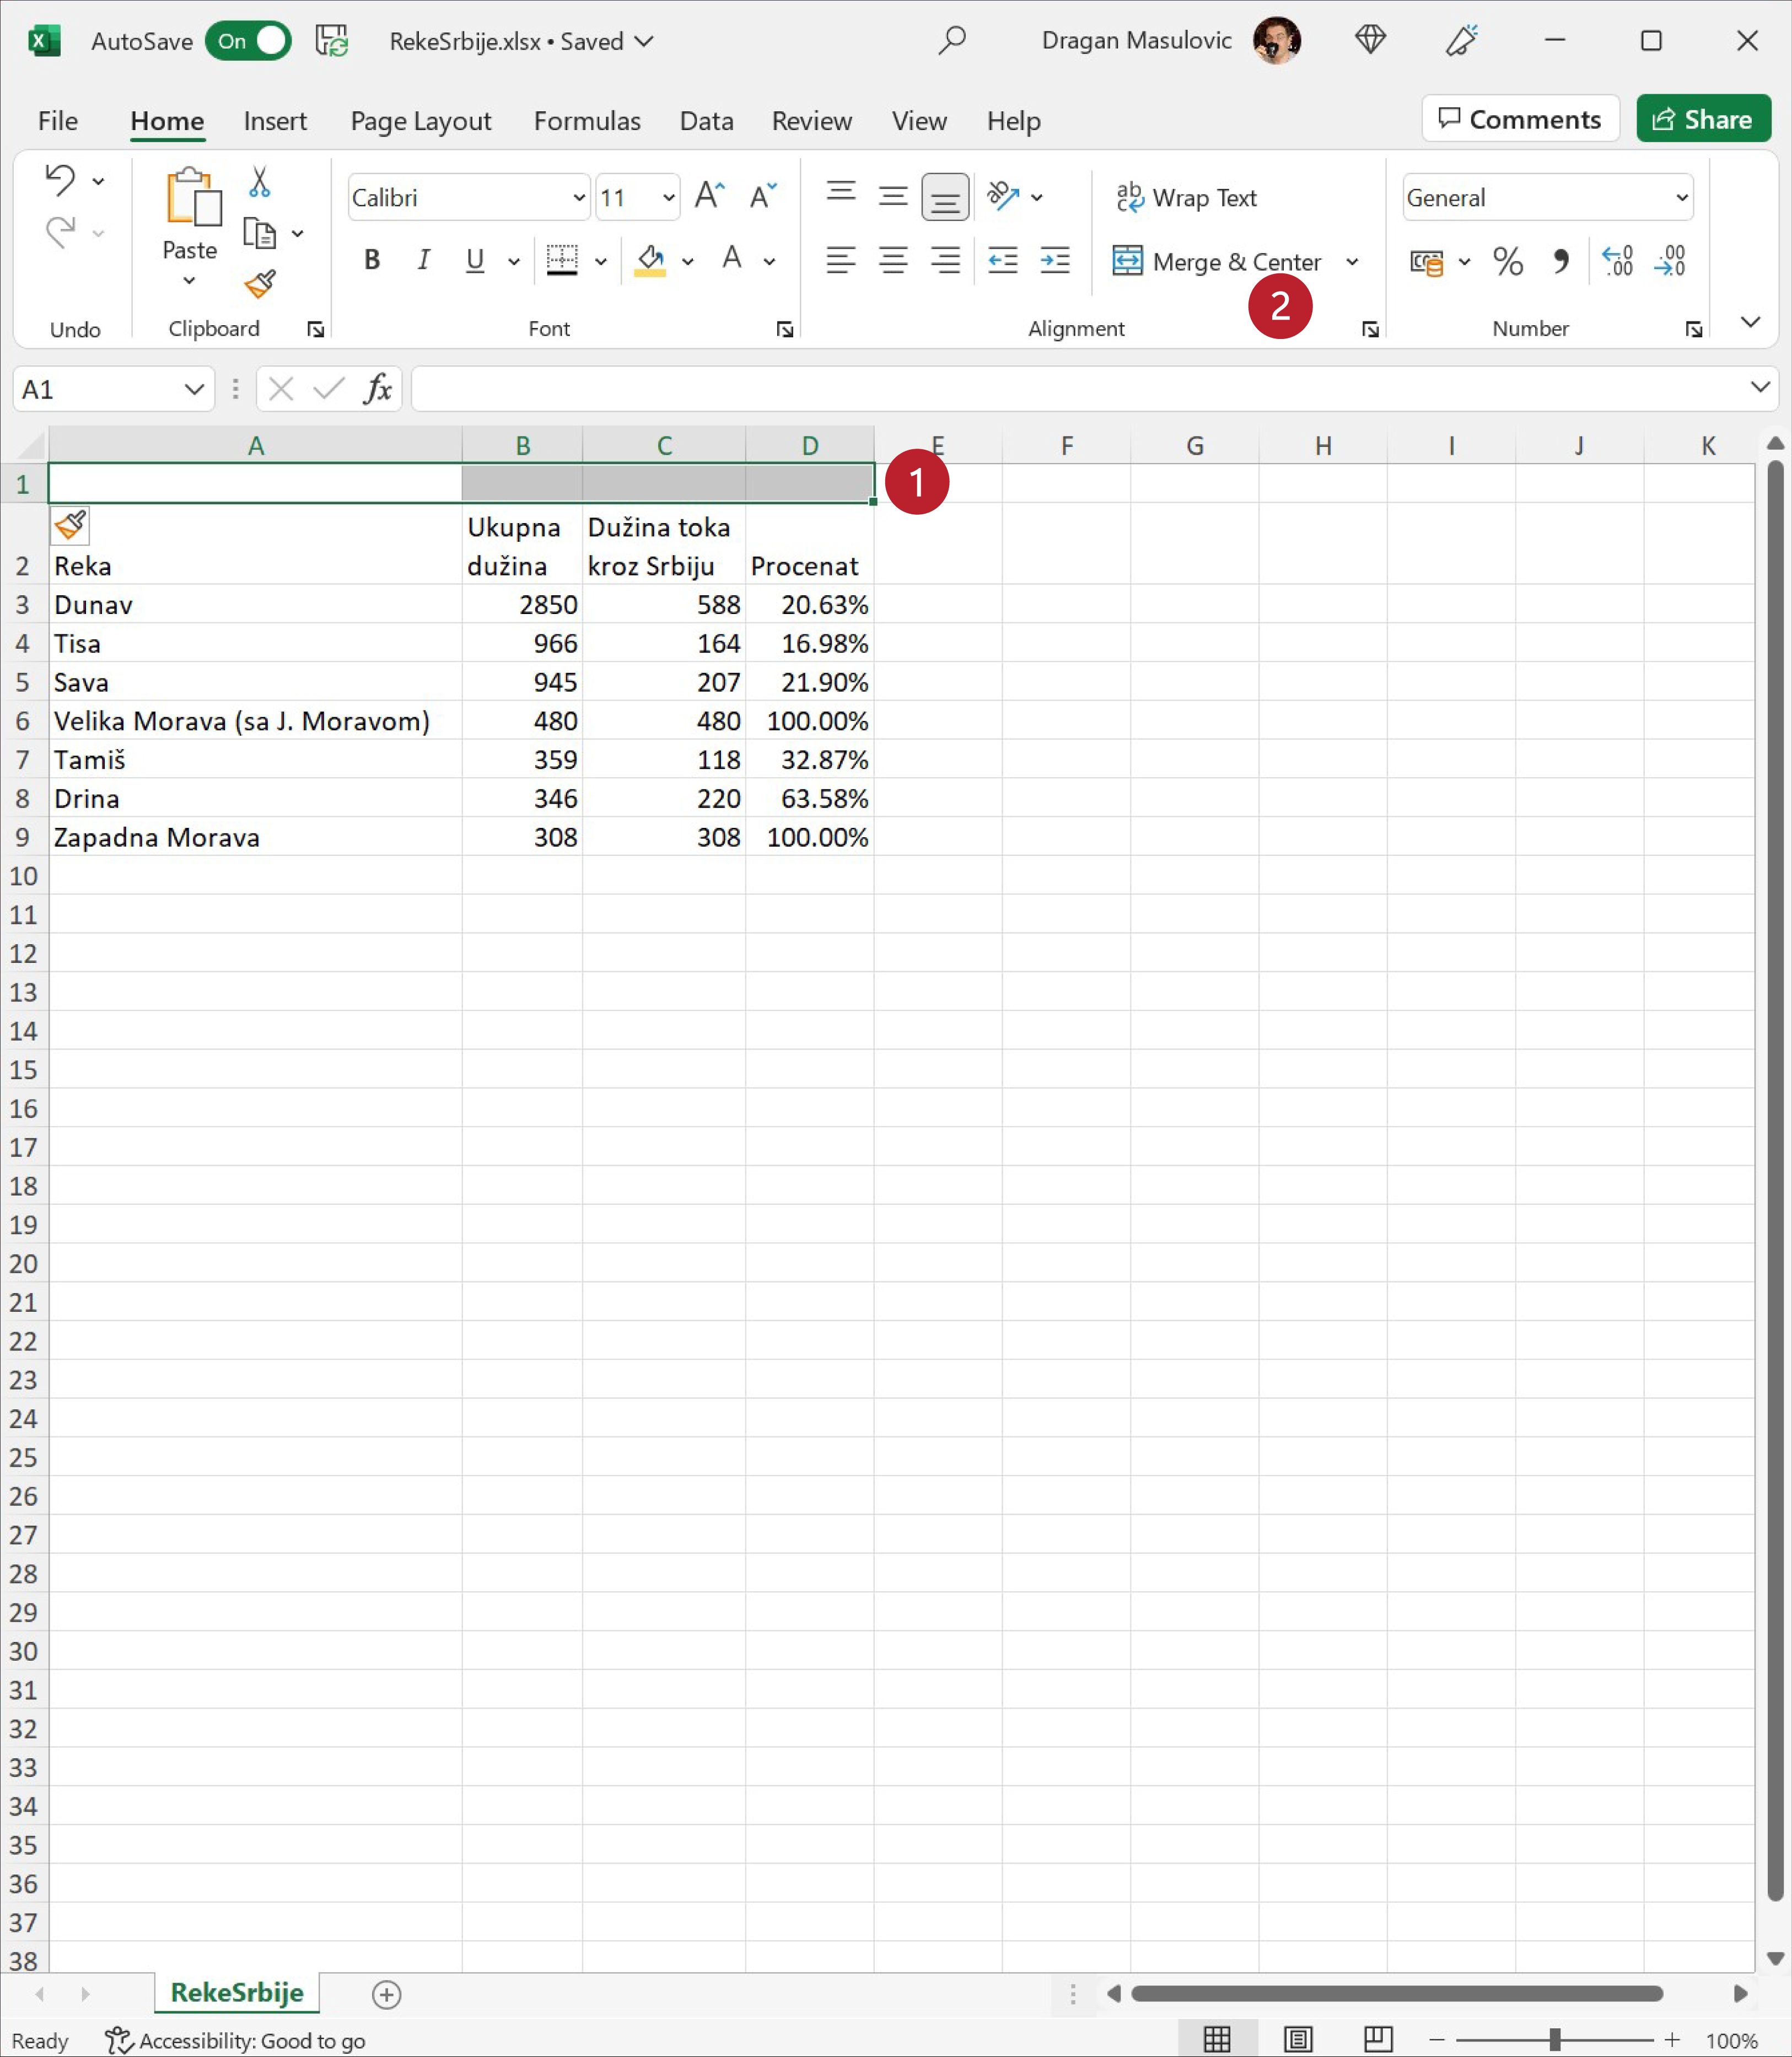 AutoSave On RekeSrbije.xlsx • Saved Dragan Masulovic
File Home Insert Page Layout Formulas Data Review View Help Comments Share
Calibri 11 ab c Wrap Text General
Paste B I U A Merge & Center % 0 .00 .00 0
Undo Clipboard Font Alignment 2 Number
A1 fx
A B C D E F G H I J K
1 1
Ukupna Dužina toka
2 Reka dužina kroz Srbiju Procenat
3 Dunav 2850 588 20.63%
4 Tisa 966 164 16.98%
5 Sava 945 207 21.90%
6 Velika Morava (sa J. Moravom) 480 480 100.00%
7 Tamiš 359 118 32.87%
8 Drina 346 220 63.58%
9 Zapadna Morava 308 308 100.00%
10
11
12
13
14
15
16
17
18
19
20
21
22
23
24
25
26
27
28
29
30
31
32
33
34
35
36
37
38
RekeSrbije
Ready Accessibility: Good to go 100%